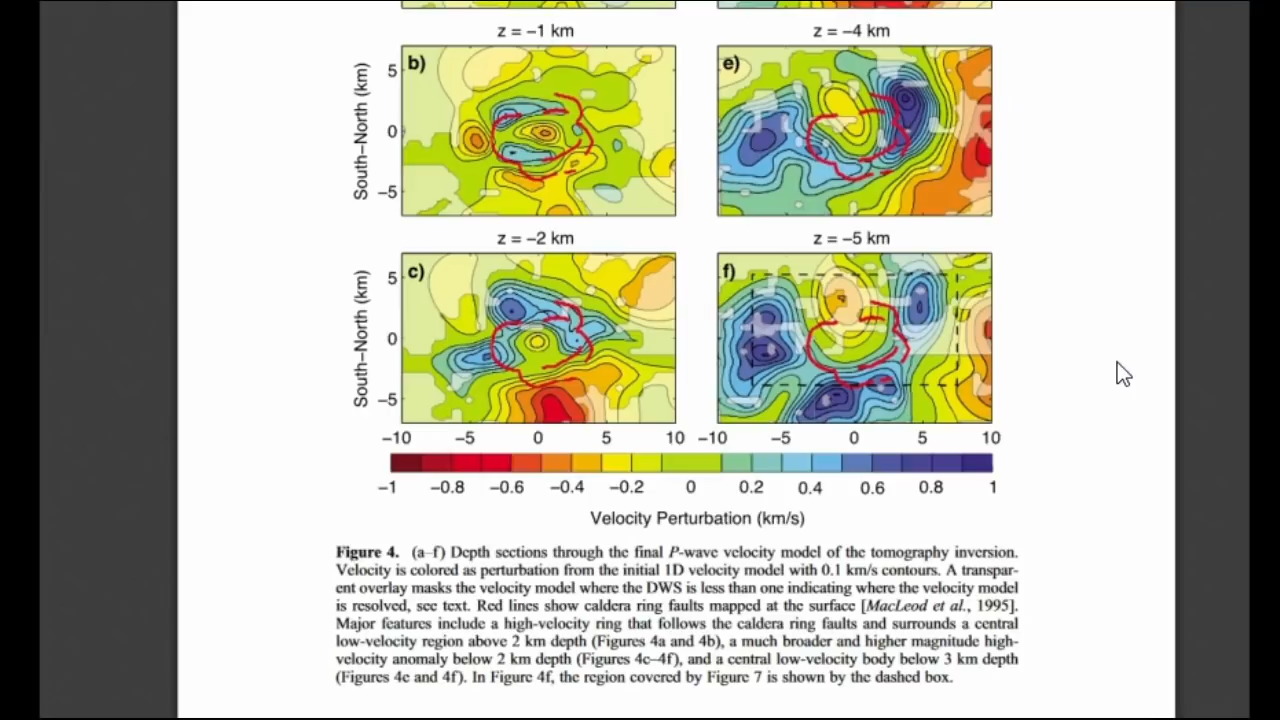 z = −1 km
z = −4 km
b)
e)
5
0
−5
South−North (km)
z = −2 km
z = −5 km
c)
f)
5
0
−5
South−North (km)
−10 −5 0 5 10 −10 −5 0 5 10
−1 −0.8 −0.6 −0.4 −0.2 0 0.2 0.4 0.6 0.8 1
Velocity Perturbation (km/s)
Figure 4. (a–f) Depth sections through the final P-wave velocity model of the tomography inversion.
Velocity is colored as perturbation from the initial 1D velocity model with 0.1 km/s contours. A transpar-
ent overlay masks the velocity model where the DWS is less than one indicating where the velocity model
is resolved, see text. Red lines show caldera ring faults mapped at the surface [MacLeod et al., 1995].
Major features include a high-velocity ring that follows the caldera ring faults and surrounds a central
low-velocity region above 2 km depth (Figures 4a and 4b), a much broader and higher magnitude high-
velocity anomaly below 2 km depth (Figures 4c–4f), and a central low-velocity body below 3 km depth
(Figures 4e and 4f). In Figure 4f, the region covered by Figure 7 is shown by the dashed box.